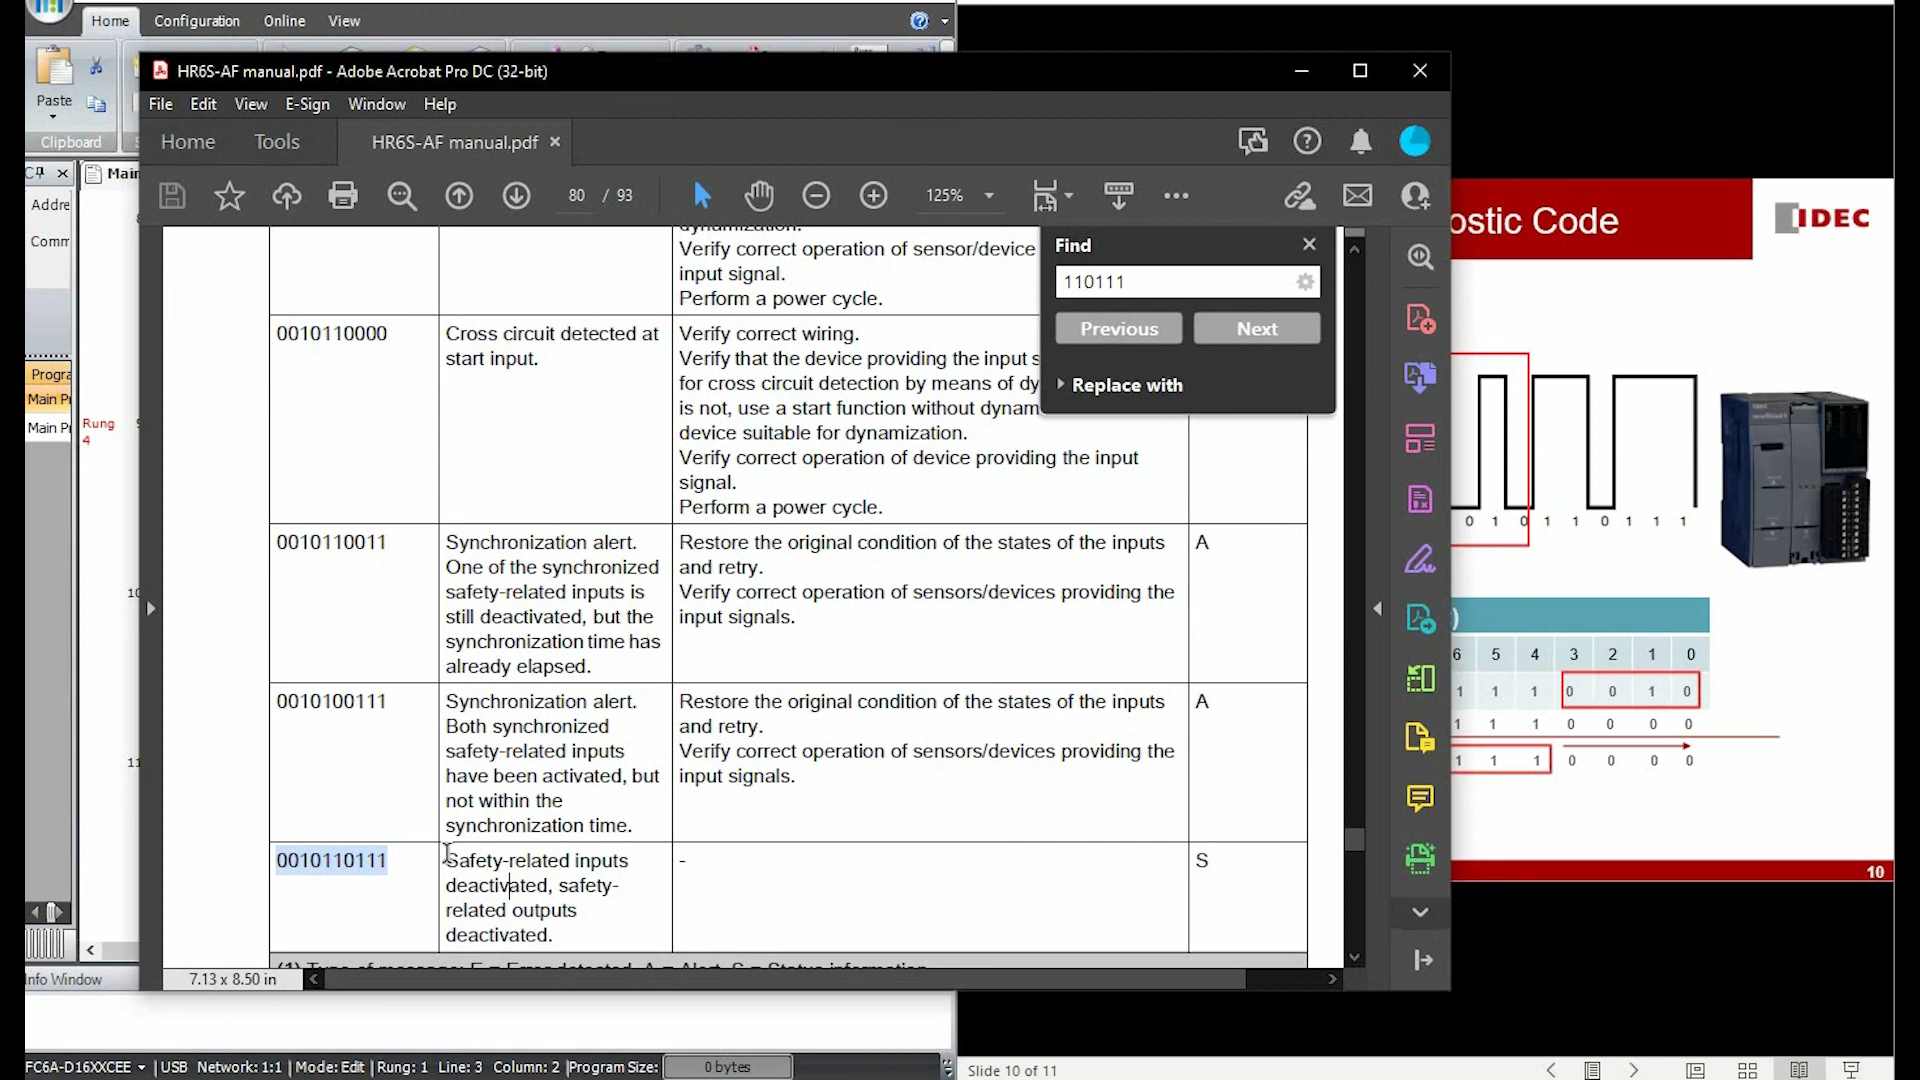 Home Configuration Online View
HR6S-AF manual.pdf - Adobe Acrobat Pro DC (32-bit)
Paste
Clipboard
File Edit View E-Sign Window Help
Home Tools HR6S-AF manual.pdf
80 / 93 125%
Main
Addre
Comm
Progra
Main P
Main P
Rung
4
10
11
Info Window
Verify correct operation of sensor/device
input signal.
Perform a power cycle.
0010110000
Cross circuit detected at
start input.
Verify correct wiring.
Verify that the device providing the input s
for cross circuit detection by means of dy
is not, use a start function without dynam
device suitable for dynamization.
Verify correct operation of device providing the input
signal.
Perform a power cycle.
0010110011
Synchronization alert.
One of the synchronized
safety-related inputs is
still deactivated, but the
synchronization time has
already elapsed.
Restore the original condition of the states of the inputs
and retry.
Verify correct operation of sensors/devices providing the
input signals.
A
0010100111
Synchronization alert.
Both synchronized
safety-related inputs
have been activated, but
not within the
synchronization time.
Restore the original condition of the states of the inputs
and retry.
Verify correct operation of sensors/devices providing the
input signals.
A
0010110111
Safety-related inputs
deactivated, safety-
related outputs
deactivated.
-
S
7.13 x 8.50 in
Find
110111
Previous Next
Replace with
ostic Code
IDEC
0 1 0 1 1 0 1 1 1
6 5 4 3 2 1 0
1 1 1 0 0 1 0
1 1 1 0 0 0 0
1 1 1 0 0 0 0
10
FC6A-D16XXCEE USB Network: 1:1 Mode: Edit Rung: 1 Line: 3 Column: 2 Program Size: 0 bytes
Slide 10 of 11